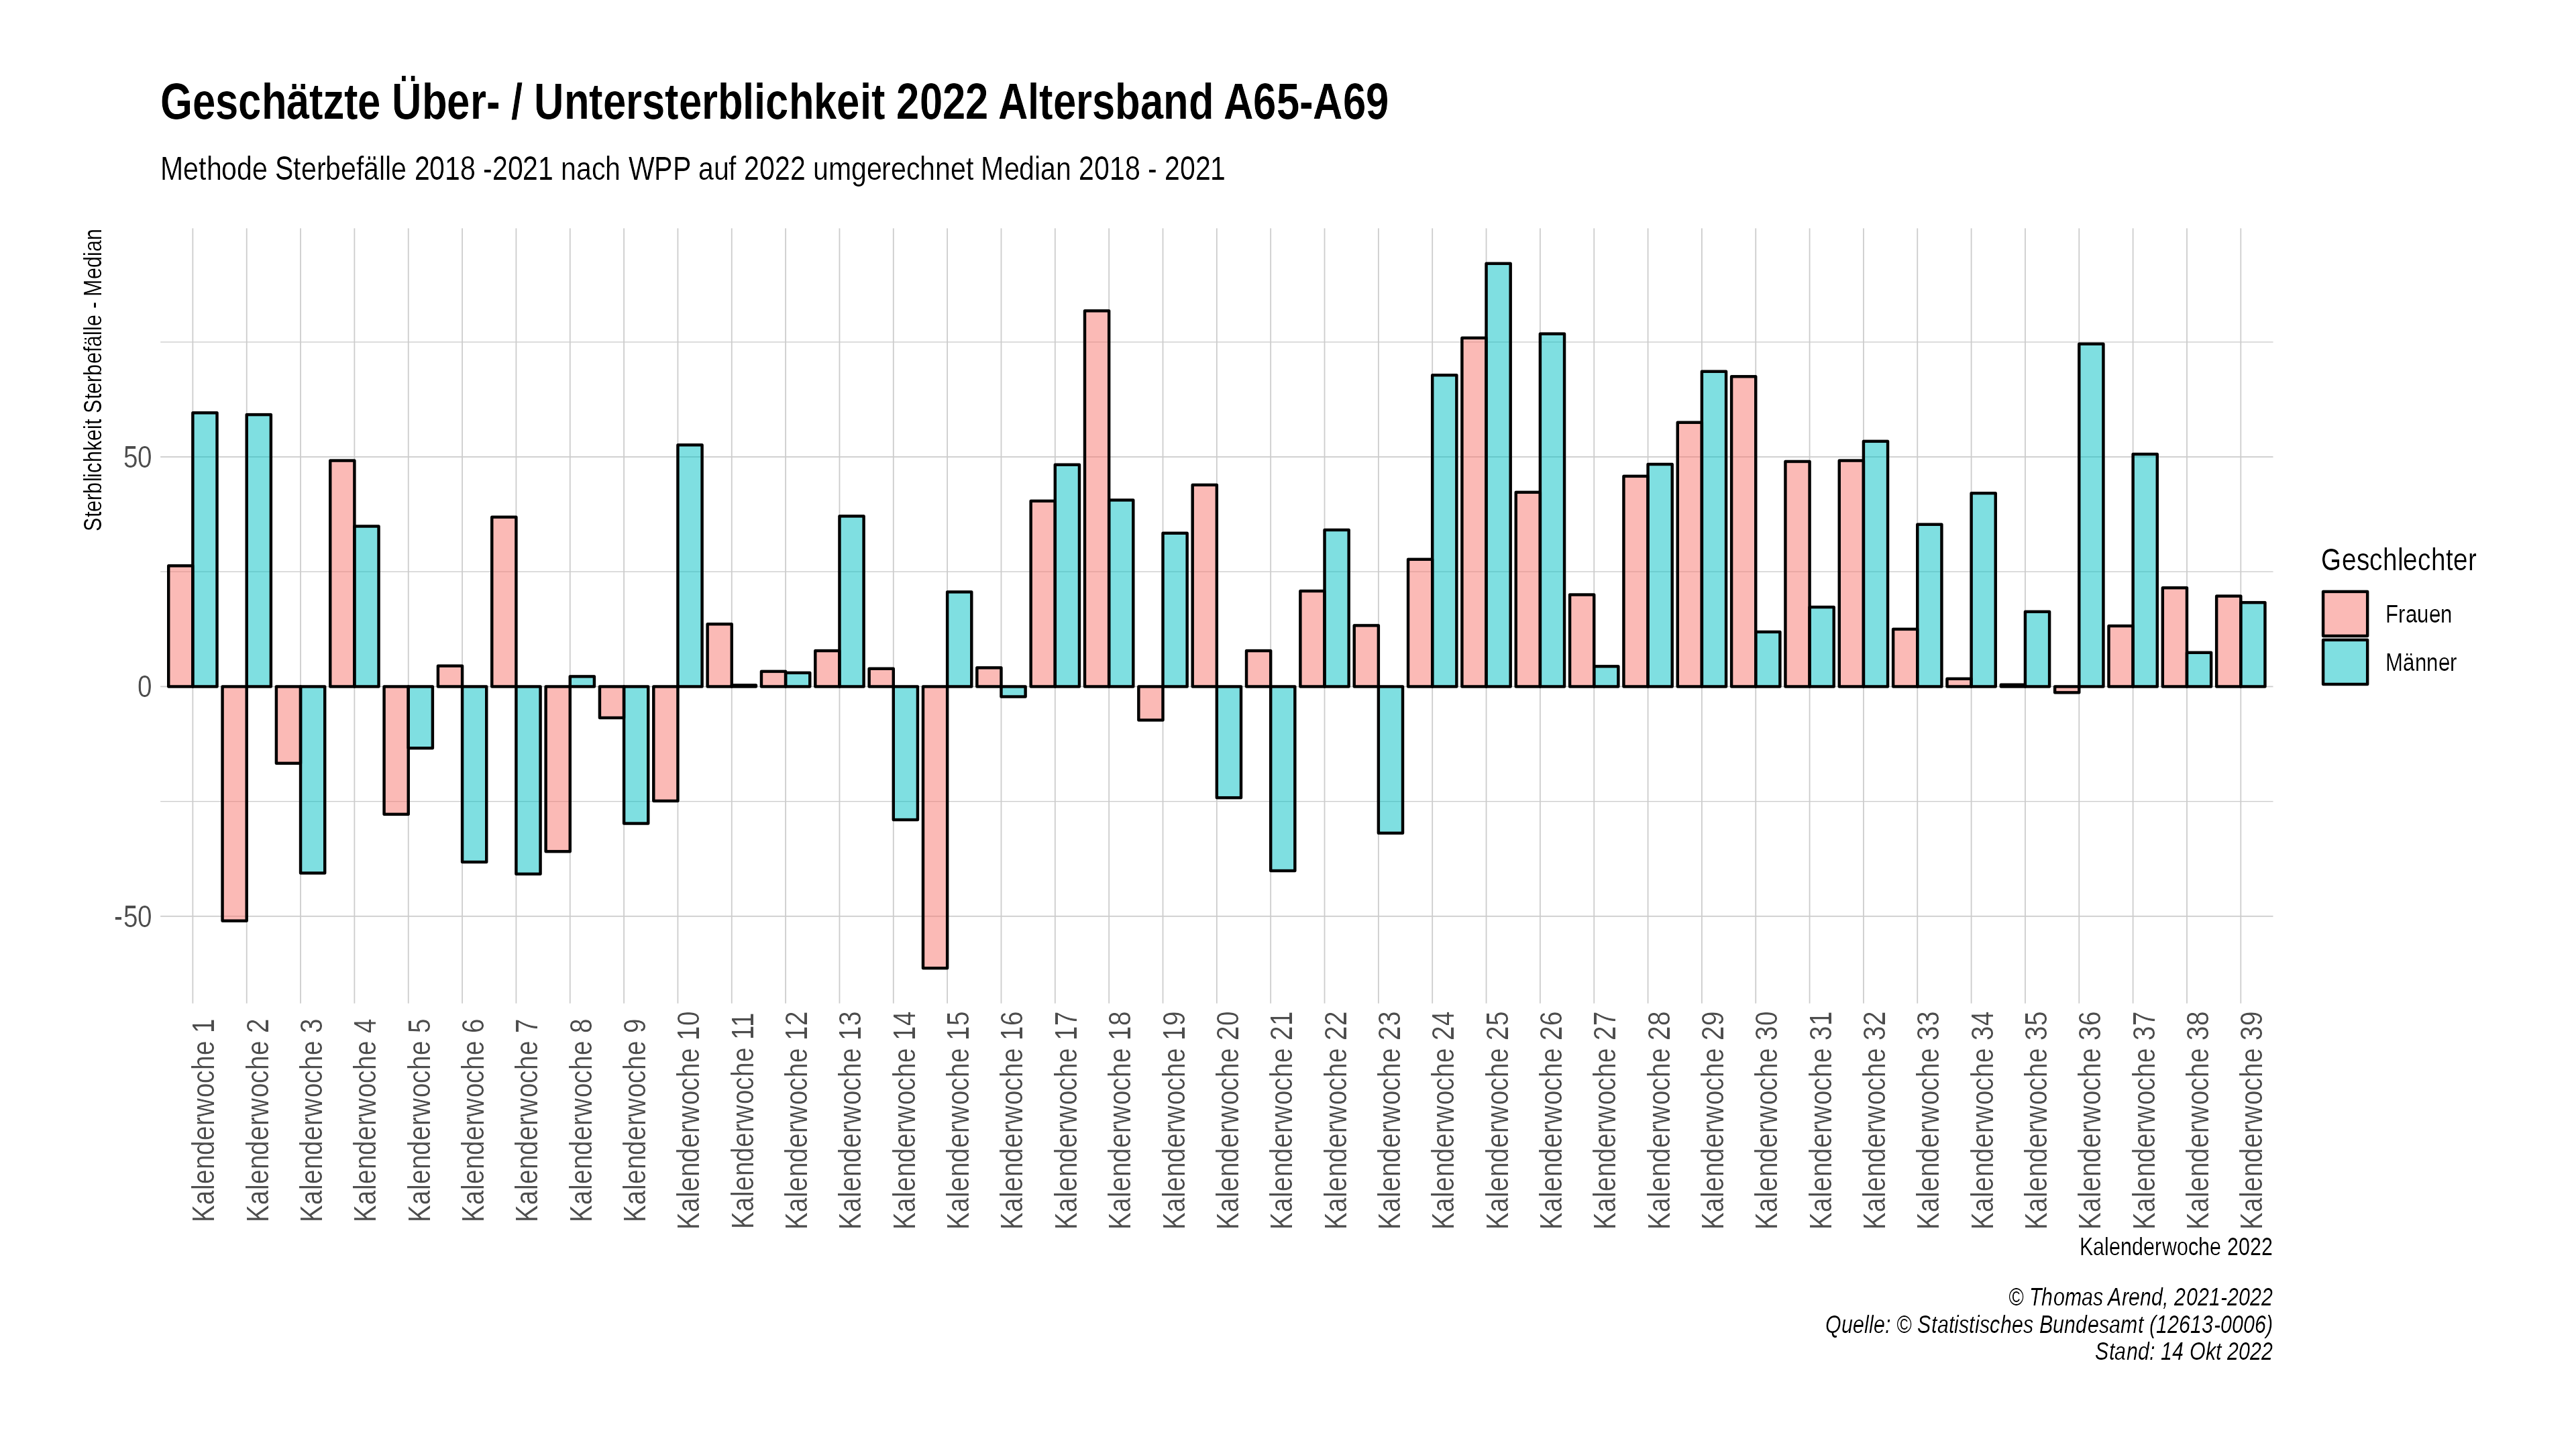 Geschätzte Über- / Untersterblichkeit 2022 Altersband A65-A69
Methode Sterbefälle 2018 -2021 nach WPP auf 2022 umgerechnet Median 2018 - 2021
Sterblichkeit Sterbefälle - Median
50
0
-50
Geschlechter
Frauen
Männer
Kalenderwoche 1
Kalenderwoche 2
Kalenderwoche 3
Kalenderwoche 4
Kalenderwoche 5
Kalenderwoche 6
Kalenderwoche 7
Kalenderwoche 8
Kalenderwoche 9
Kalenderwoche 10
Kalenderwoche 11
Kalenderwoche 12
Kalenderwoche 13
Kalenderwoche 14
Kalenderwoche 15
Kalenderwoche 16
Kalenderwoche 17
Kalenderwoche 18
Kalenderwoche 19
Kalenderwoche 20
Kalenderwoche 21
Kalenderwoche 22
Kalenderwoche 23
Kalenderwoche 24
Kalenderwoche 25
Kalenderwoche 26
Kalenderwoche 27
Kalenderwoche 28
Kalenderwoche 29
Kalenderwoche 30
Kalenderwoche 31
Kalenderwoche 32
Kalenderwoche 33
Kalenderwoche 34
Kalenderwoche 35
Kalenderwoche 36
Kalenderwoche 37
Kalenderwoche 38
Kalenderwoche 39
Kalenderwoche 2022
© Thomas Arend, 2021-2022
Quelle: © Statistisches Bundesamt (12613-0006)
Stand: 14 Okt 2022